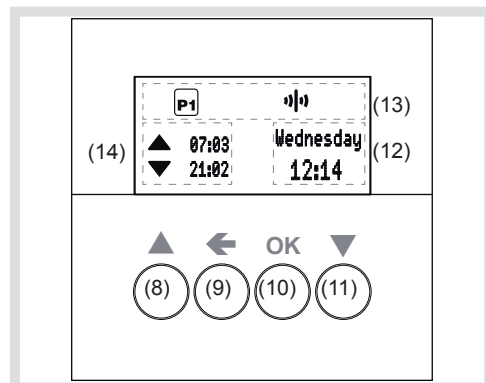 P1
(13)
(14) 07:03 Wednesday (12)
21:02 12:14
OK
(8) (9) (10) (11)